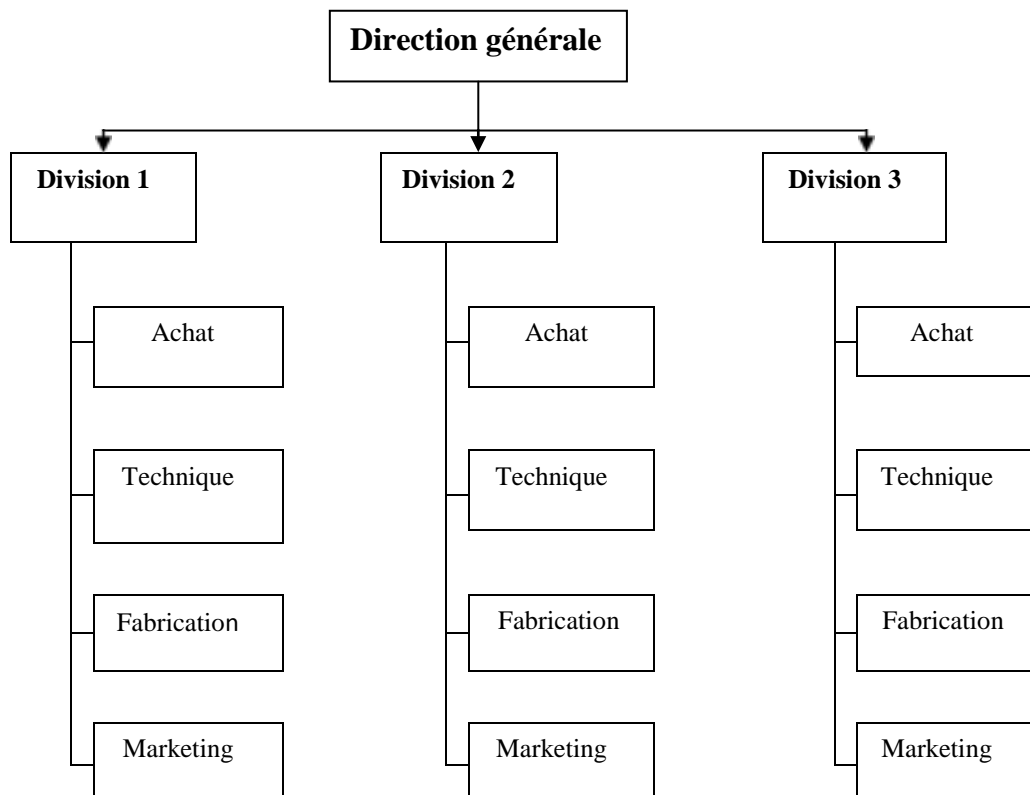 Direction générale
Division 1
Division 2
Division 3
Achat
Achat
Achat
Technique
Technique
Technique
Fabrication
Fabrication
Fabrication
Marketing
Marketing
Marketing